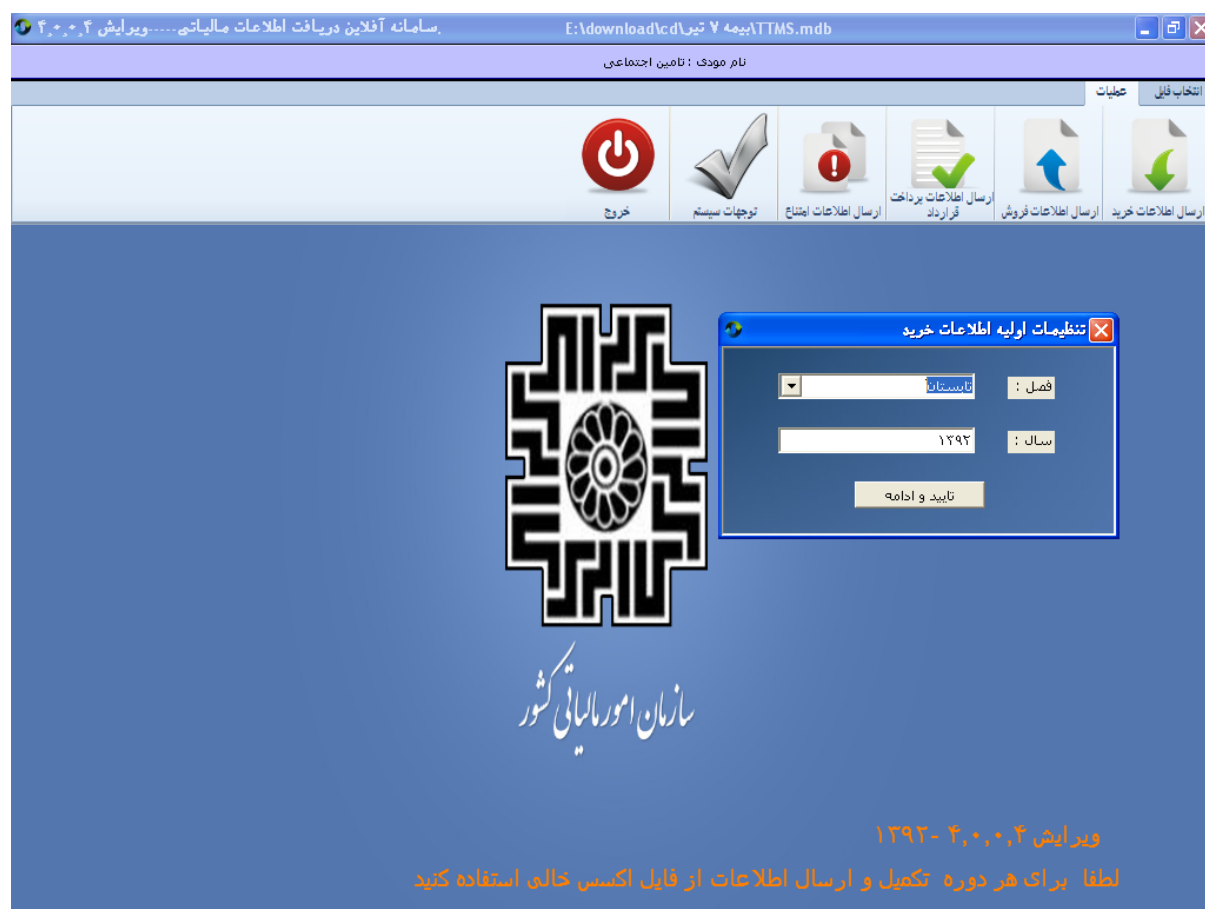 سامانه آفلاین دریافت اطلاعات مالیاتی-----ویرایش ۴,۰,۰,۴.
E:\download\cd\بیمه ۷ تیر\TTMS.mdb
نام مودی : تامین اجتماعی
انتخاب فایل عملیات
ارسال اطلاعات خرید
ارسال اطلاعات فروش
ارسال اطلاعات پرداخت
قرارداد
ارسال اطلاعات امتناع
توجهات سیستم
خروج
تنظیمات اولیه اطلاعات خرید
فصل : تابستان
سال : ۱۳۹۲
تایید و ادامه
سازمان امور مالیاتی کشور
ویرایش ۴,۰,۰,۴ -۱۳۹۲
لطفا برای هر دوره تکمیل و ارسال اطلاعات از فایل اکسس خالی استفاده کنید